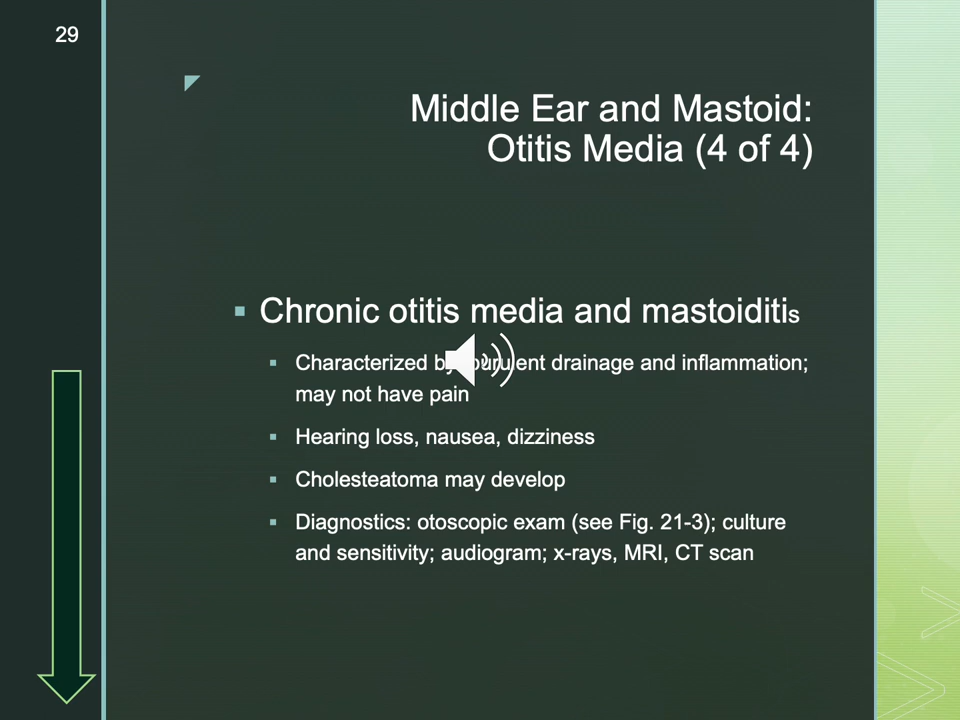 29
Middle Ear and Mastoid:
Otitis Media (4 of 4)
Chronic otitis media and mastoiditis
Characterized by purulent drainage and inflammation;
may not have pain
Hearing loss, nausea, dizziness
Cholesteatoma may develop
Diagnostics: otoscopic exam (see Fig. 21-3); culture
and sensitivity; audiogram; x-rays, MRI, CT scan